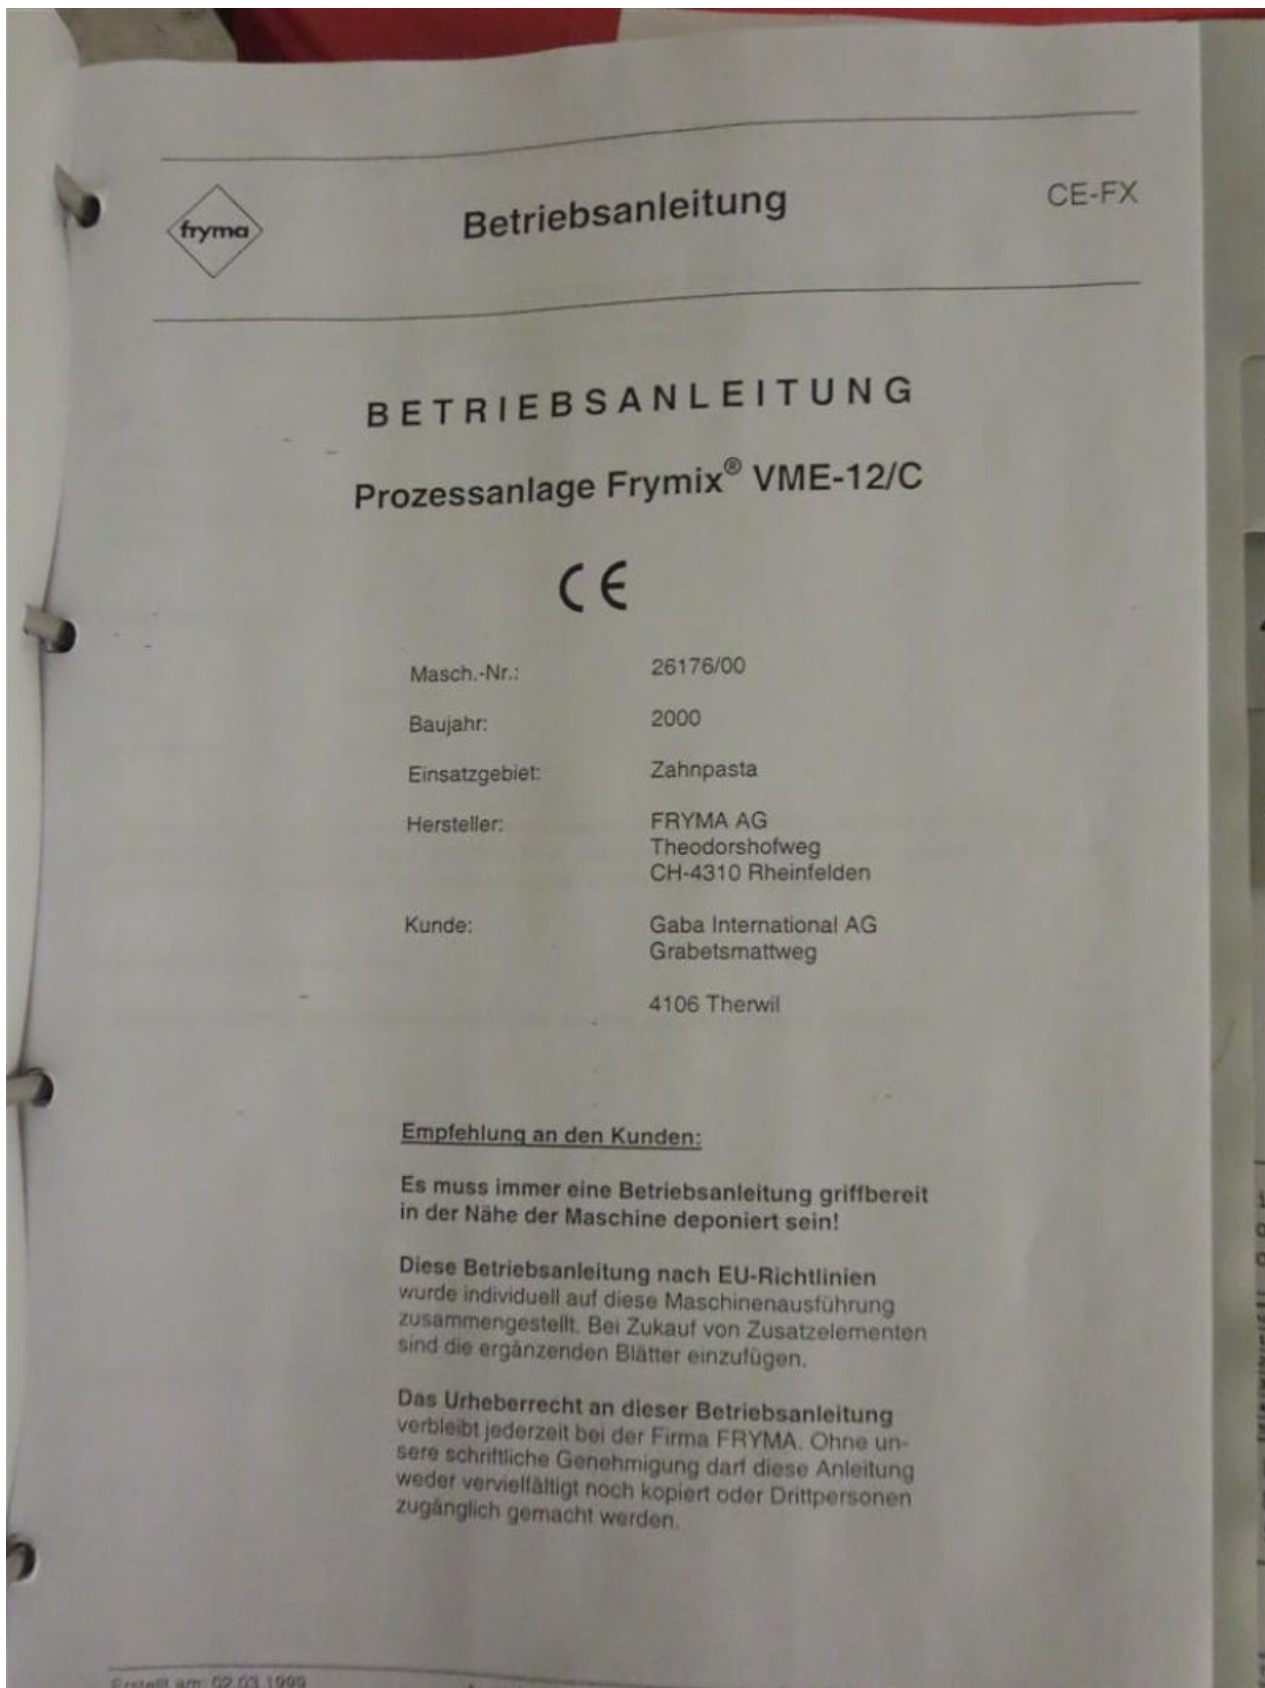 fryma
Betriebsanleitung
CE-FX
BETRIEBSANLEITUNG
Prozessanlage Frymix® VME-12/C
CE
Masch.-Nr.: 26176/00
Baujahr: 2000
Einsatzgebiet: Zahnpasta
Hersteller: FRYMA AG
Theodorshofweg
CH-4310 Rheinfelden
Kunde: Gaba International AG
Grabetsmattweg
4106 Therwil
Empfehlung an den Kunden:
Es muss immer eine Betriebsanleitung griffbereit
in der Nähe der Maschine deponiert sein!
Diese Betriebsanleitung nach EU-Richtlinien
wurde individuell auf diese Maschinenausführung
zusammengestellt. Bei Zukauf von Zusatzelementen
sind die ergänzenden Blätter einzufügen.
Das Urheberrecht an dieser Betriebsanleitung
verbleibt jederzeit bei der Firma FRYMA. Ohne un-
sere schriftliche Genehmigung darf diese Anleitung
weder vervielfältigt noch kopiert oder Drittpersonen
zugänglich gemacht werden.
Erstellt am: 02.03.1999